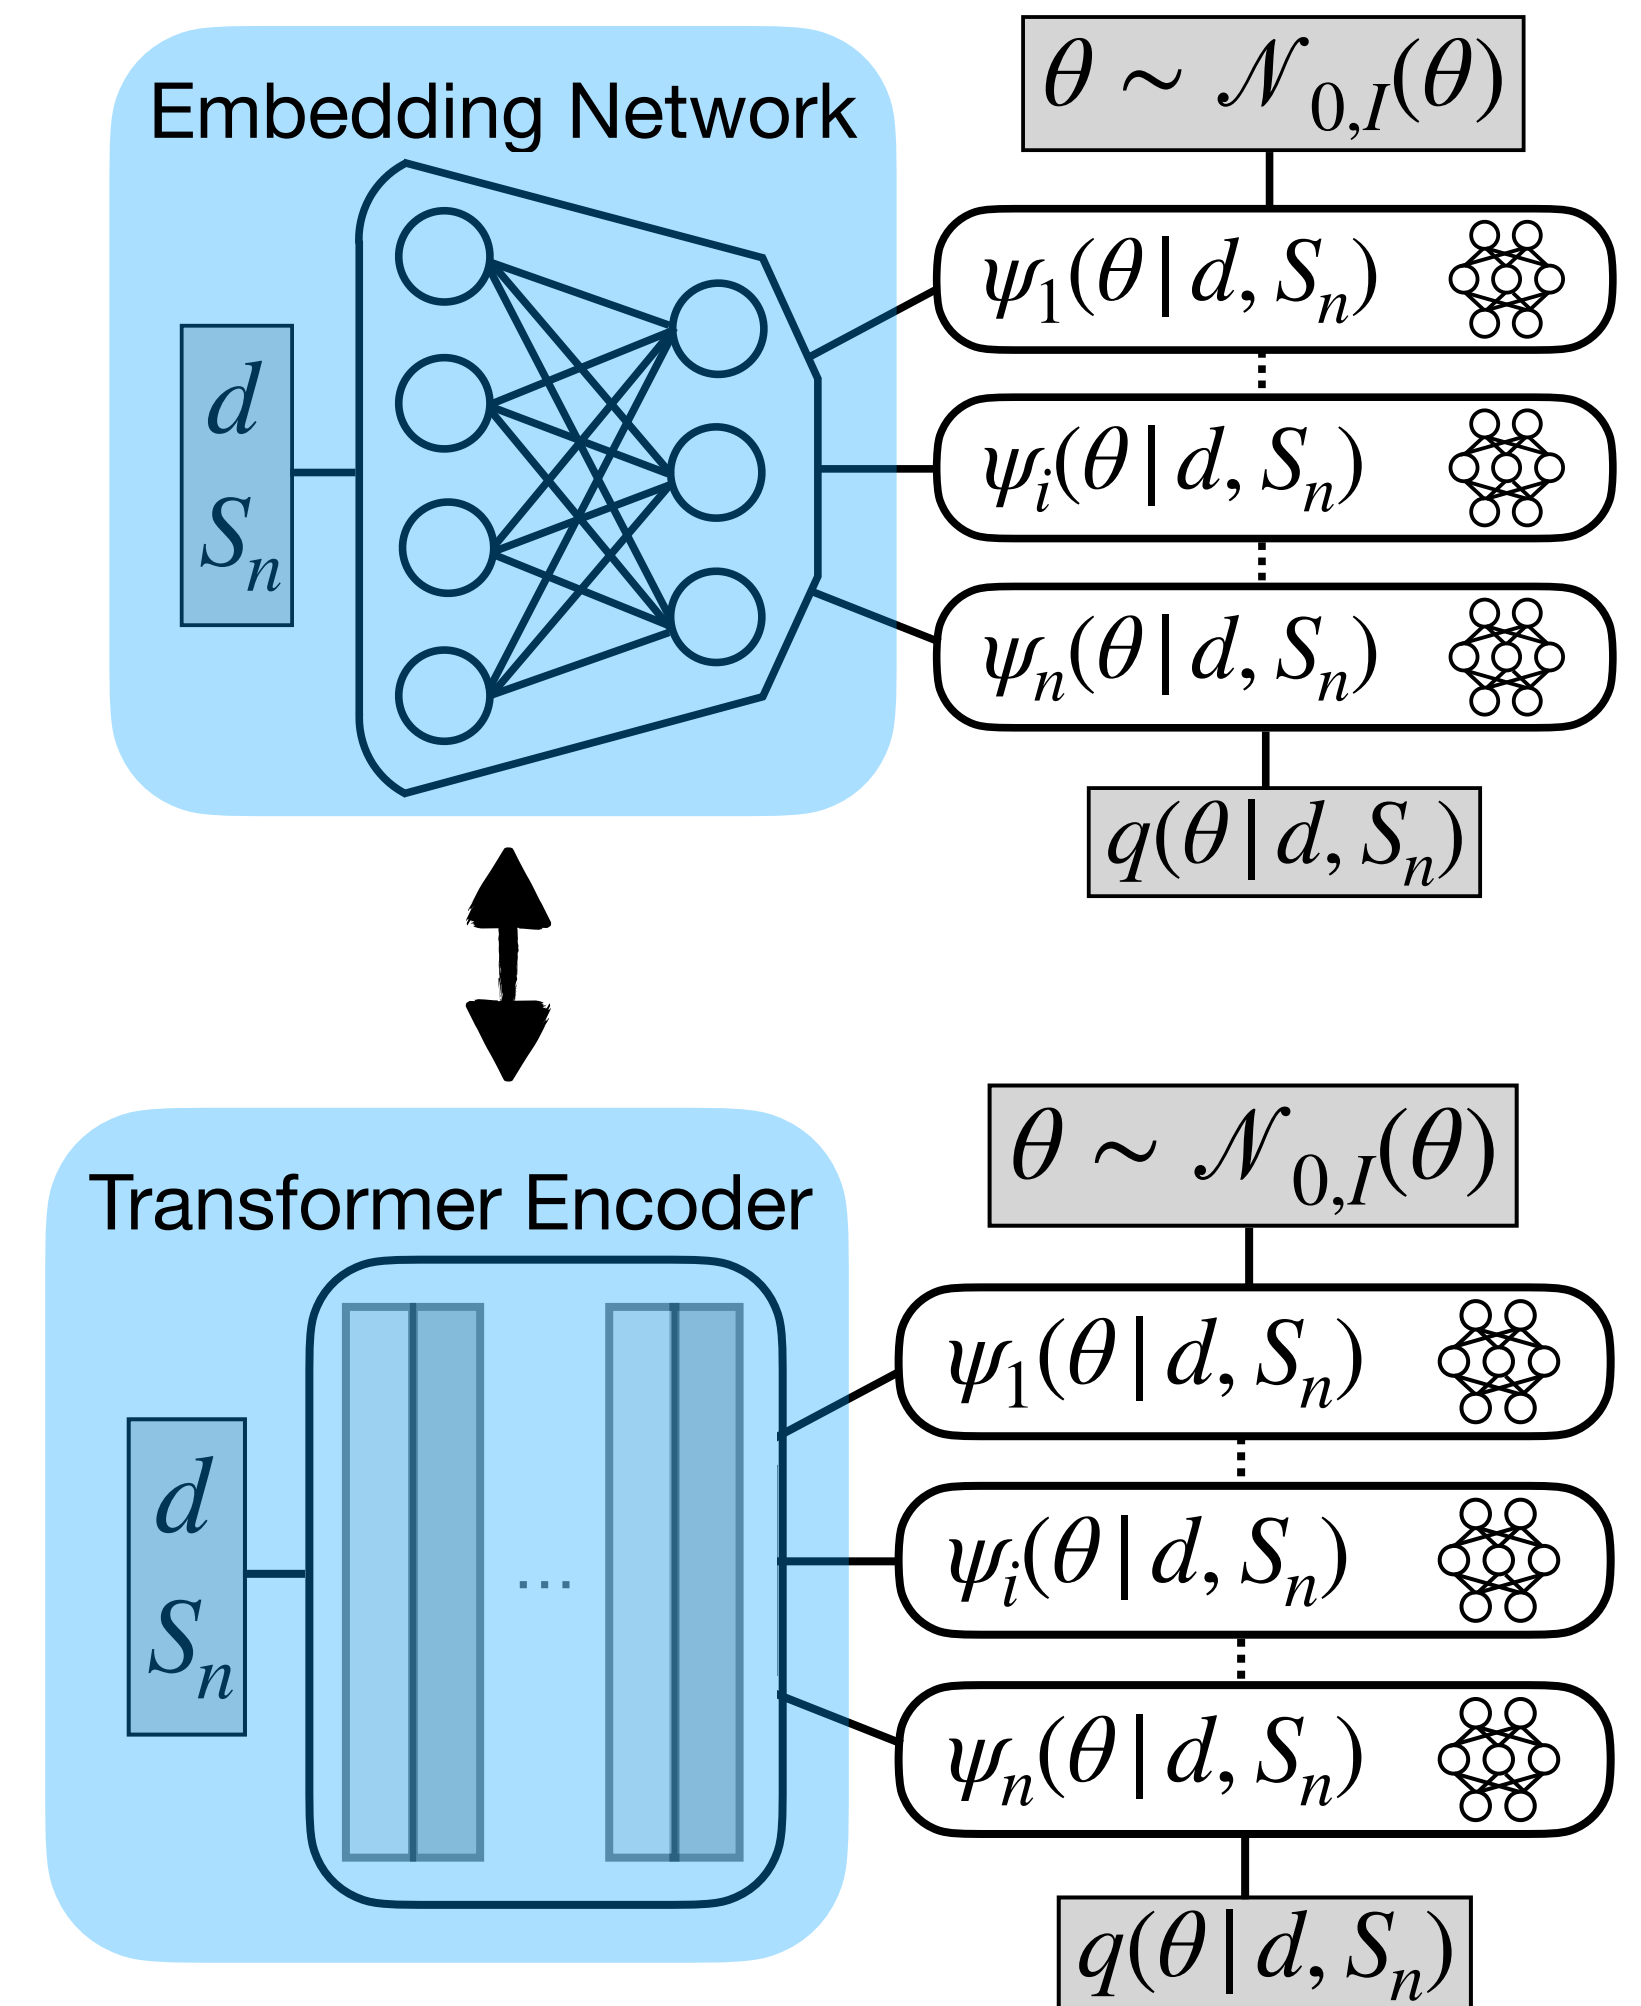 Embedding Network
d
Sₙ
θ ∼ 𝒩₀,I(θ)
ψ₁(θ | d, Sₙ)
ψᵢ(θ | d, Sₙ)
ψₙ(θ | d, Sₙ)
q(θ | d, Sₙ)
Transformer Encoder
d
Sₙ
...
θ ∼ 𝒩₀,I(θ)
ψ₁(θ | d, Sₙ)
ψᵢ(θ | d, Sₙ)
ψₙ(θ | d, Sₙ)
q(θ | d, Sₙ)